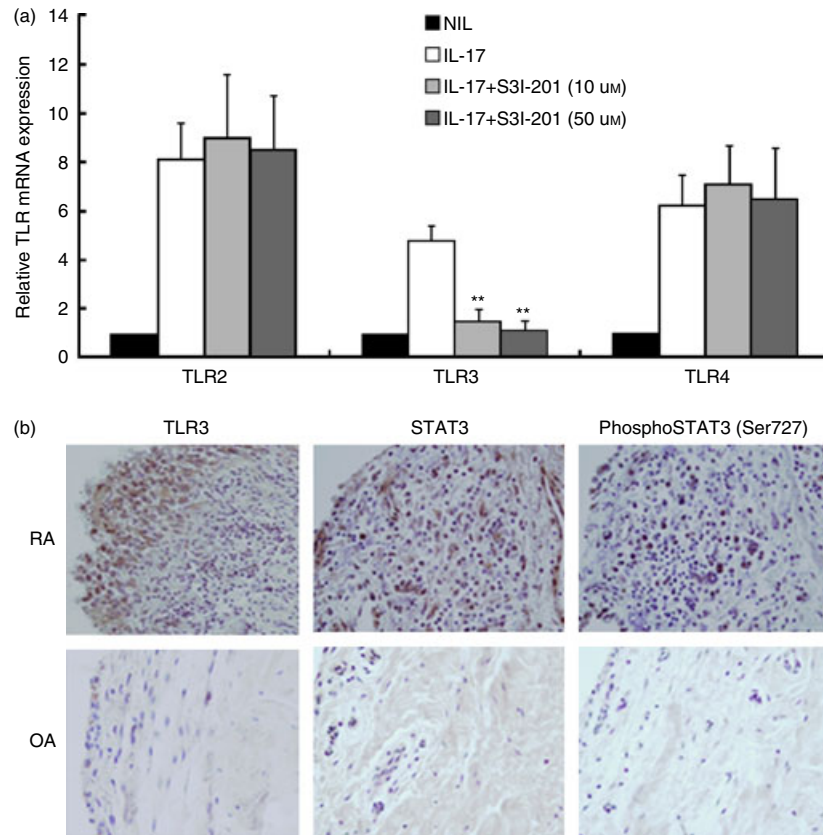 (a)
14
12
10
8
6
4
2
0
Relative TLR mRNA expression
NIL
IL-17
IL-17+S3I-201 (10 uM)
IL-17+S3I-201 (50 uM)
** **
TLR2 TLR3 TLR4
(b)
TLR3 STAT3 PhosphoSTAT3 (Ser727)
RA
OA